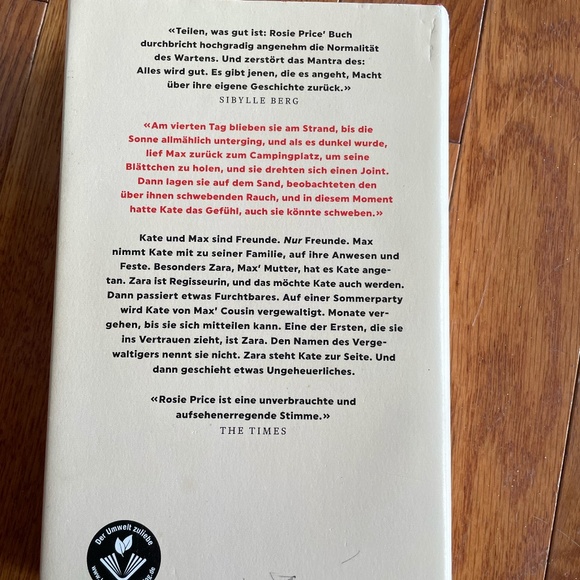 «Teilen, was gut ist: Rosie Price’ Buch
durchbricht hochgradig angenehm die Normalität
des Wartens. Und zerstört das Mantra des:
Alles wird gut. Es gibt jenen, die es angeht, Macht
über ihre eigene Geschichte zurück.»
SIBYLLE BERG
«Am vierten Tag blieben sie am Strand, bis die
Sonne allmählich unterging, und als es dunkel wurde,
lief Max zurück zum Campingplatz, um seine
Blättchen zu holen, und sie drehten sich einen Joint.
Dann lagen sie auf dem Sand, beobachteten den
über ihnen schwebenden Rauch, und in diesem Moment
hatte Kate das Gefühl, auch sie könnte schweben.»
Kate und Max sind Freunde. Nur Freunde. Max
nimmt Kate mit zu seiner Familie, auf ihre Anwesen und
Feste. Besonders Zara, Max’ Mutter, hat es Kate ange-
tan. Zara ist Regisseurin, und das möchte Kate auch werden.
Dann passiert etwas Furchtbares. Auf einer Sommerparty
wird Kate von Max’ Cousin vergewaltigt. Monate ver-
gehen, bis sie sich mitteilen kann. Eine der Ersten, die sie
ins Vertrauen zieht, ist Zara. Den Namen des Verge-
waltigers nennt sie nicht. Zara steht Kate zur Seite. Und
dann geschieht etwas Ungeheuerliches.
«Rosie Price ist eine unverbrauchte und
aufsehenerregende Stimme.»
THE TIMES
Der Umwelt zuliebe